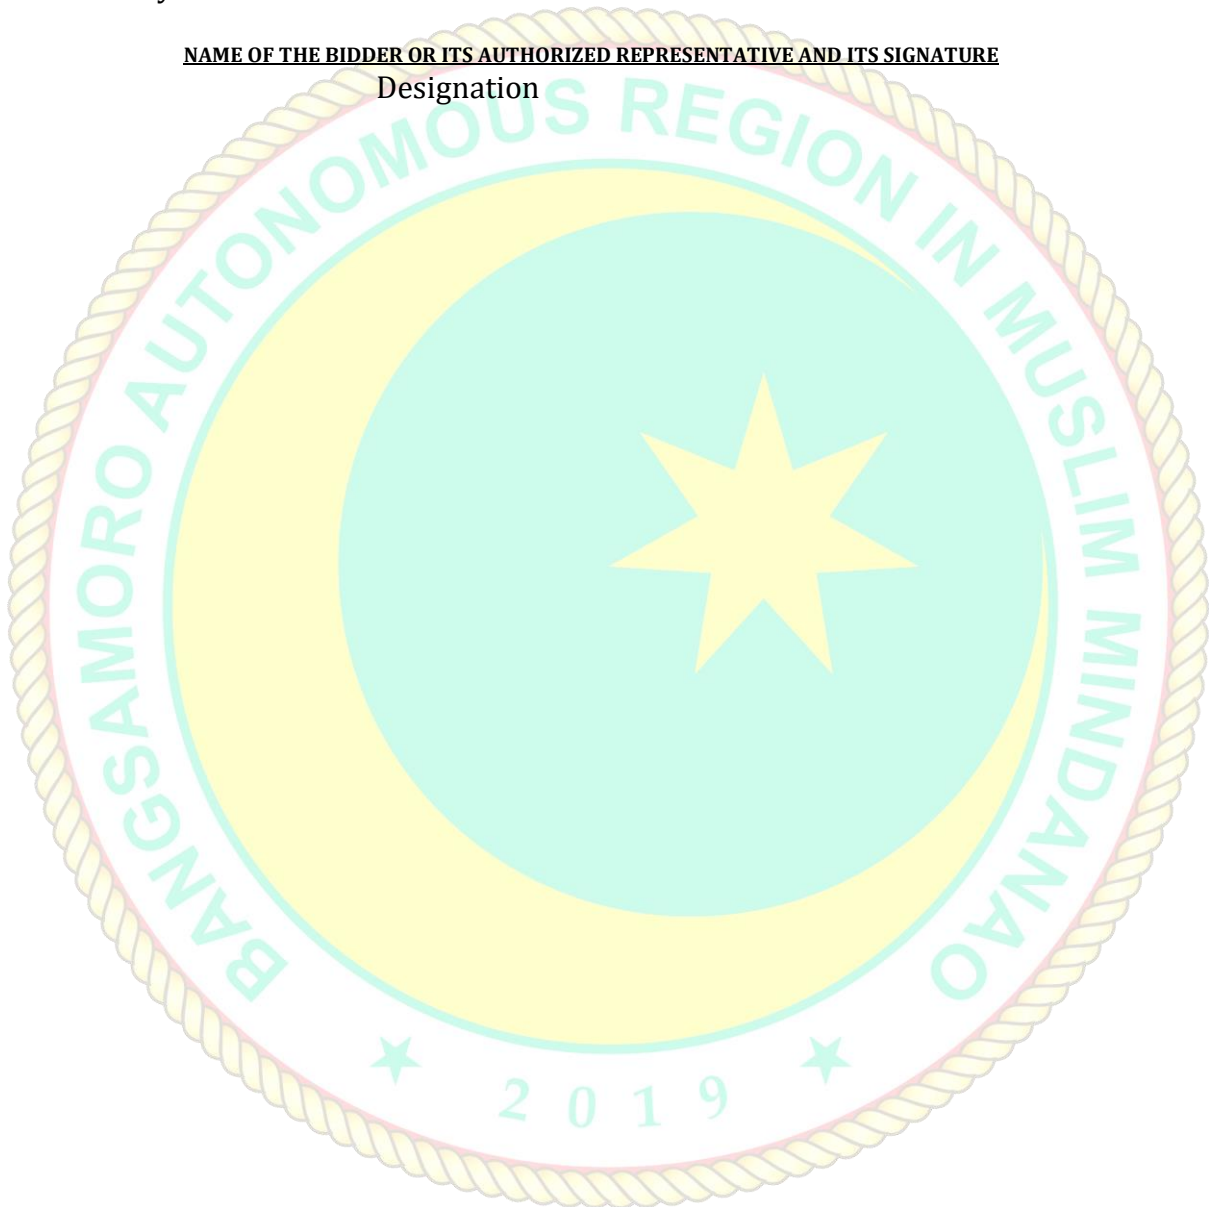 NAME OF THE BIDDER OR ITS AUTHORIZED REPRESENTATIVE AND ITS SIGNATURE
Designation
BANGSAMORO AUTONOMOUS REGION IN MUSLIM MINDANAO
2019